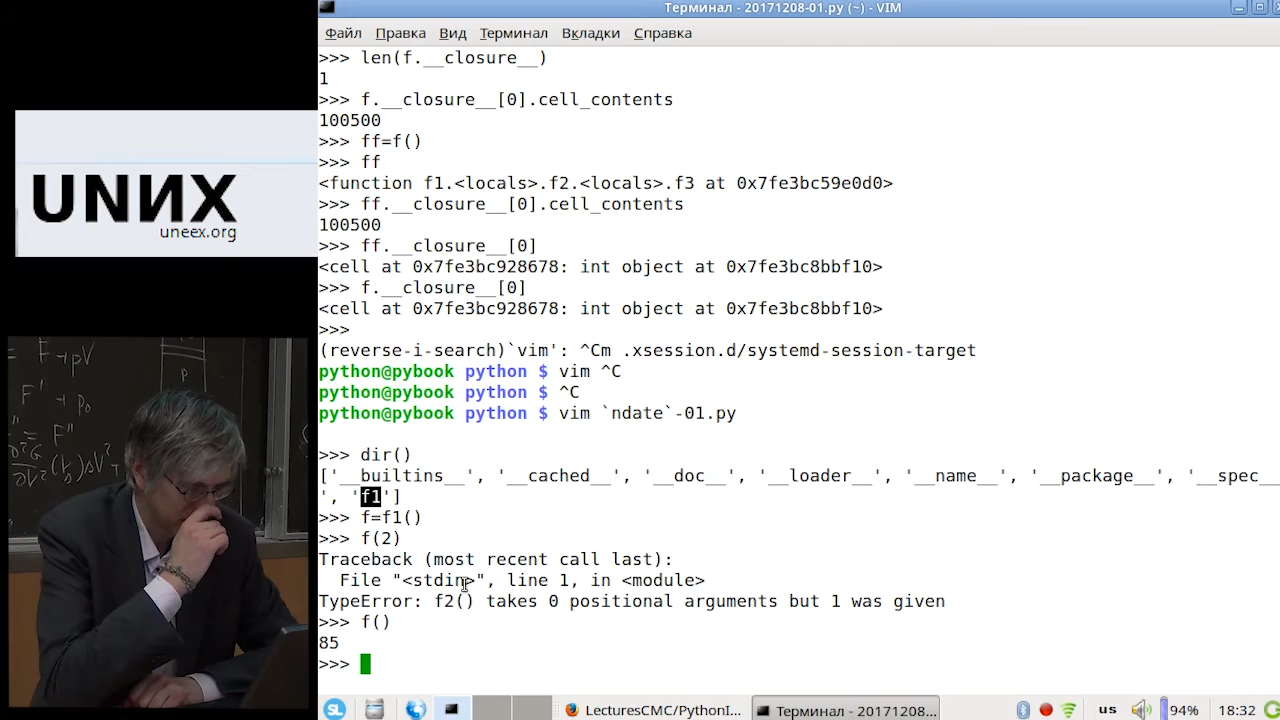 Терминал - 20171208-01.py (~) - VIM
Файл Правка Вид Терминал Вкладки Справка
>>> len(f.__closure__)
1
>>> f.__closure__[0].cell_contents
100500
>>> ff=f()
>>> ff
<function f1.<locals>.f2.<locals>.f3 at 0x7fe3bc59e0d0>
>>> ff.__closure__[0].cell_contents
100500
>>> ff.__closure__[0]
<cell at 0x7fe3bc928678: int object at 0x7fe3bc8bbf10>
>>> f.__closure__[0]
<cell at 0x7fe3bc928678: int object at 0x7fe3bc8bbf10>
>>>
(reverse-i-search)`vim': ^Cm .xsession.d/systemd-session-target
python@pybook python $ vim ^C
python@pybook python $ ^C
python@pybook python $ vim `ndate`-01.py
>>> dir()
['__builtins__', '__cached__', '__doc__', '__loader__', '__name__', '__package__', '__spec__
', 'f1']
>>> f=f1()
>>> f(2)
Traceback (most recent call last):
File "<stdin>", line 1, in <module>
TypeError: f2() takes 0 positional arguments but 1 was given
>>> f()
85
>>>
UNИX
uneex.org
LecturesCMC/PythonI... Терминал - 20171208... us 94% 18:32